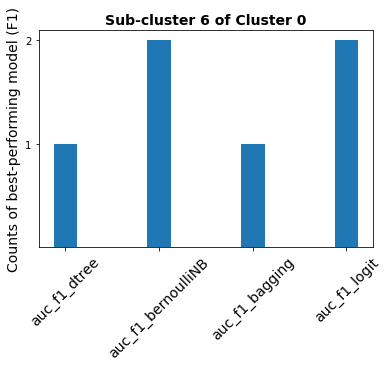 Sub-cluster 6 of Cluster 0
Counts of best-performing model (F1)
2
1
auc_f1_dtree
auc_f1_bernoulliNB
auc_f1_bagging
auc_f1_logit